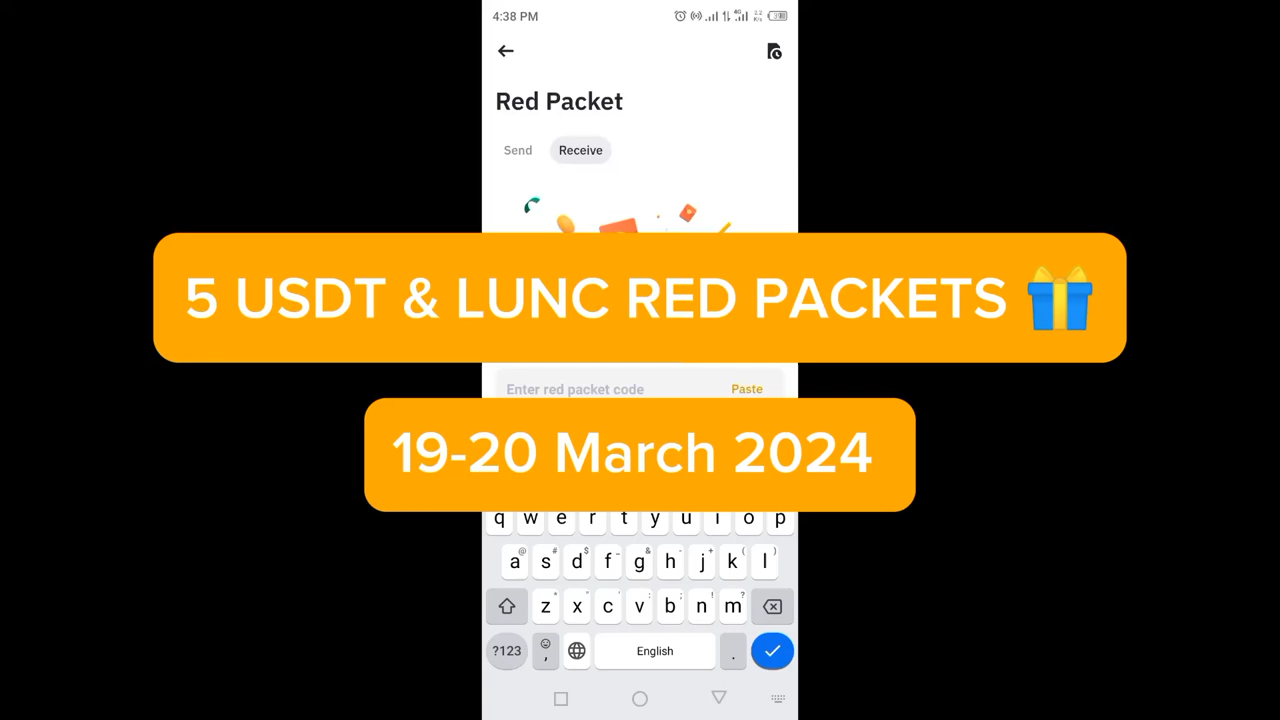 4:38 PM
4G
Red Packet
Send Receive
5 USDT & LUNC RED PACKETS 🎁
Enter red packet code Paste
19-20 March 2024
q w e r t y u i o p
@ # $ _ & - + ( )
a s d f g h j k l
* " ' : ; ! ?
z x c v b n m
?123 , English .